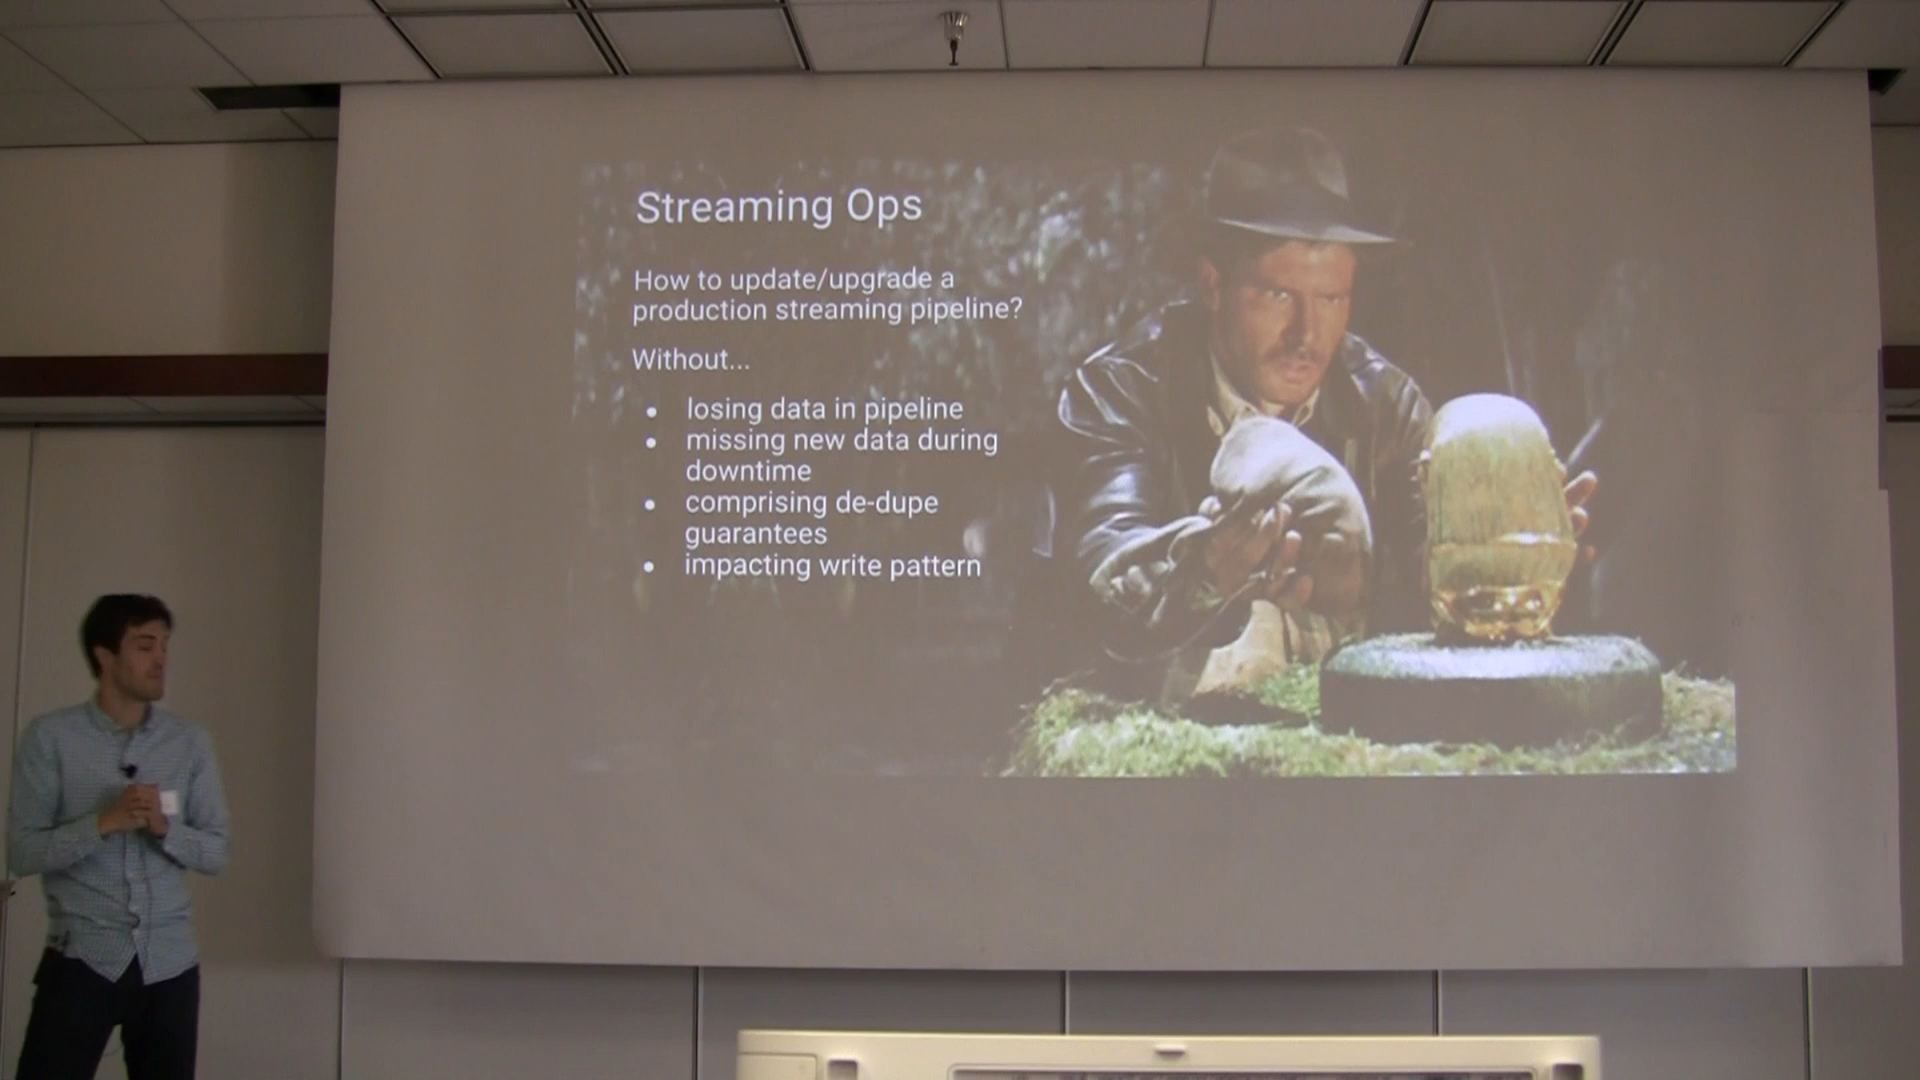 Streaming Ops
How to update/upgrade a
production streaming pipeline?
Without...
• losing data in pipeline
• missing new data during
downtime
• comprising de-dupe
guarantees
• impacting write pattern